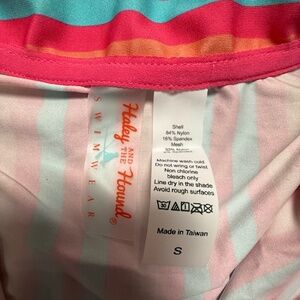 Haley
AND
THE
Hound
SWIMWEAR
Shell
84% Nylon
16% Spandex
Mesh
Machine wash cold.
Do not wring or twist
Non chlorine
bleach only
Line dry in the shade
Avoid rough surfaces
30
Made in Taiwan
S